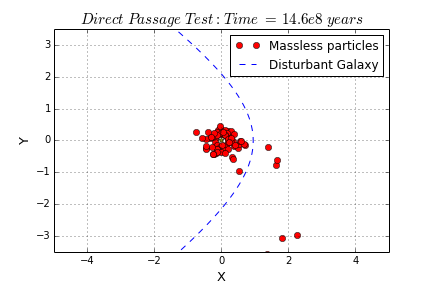 Direct Passage Test: Time = 14.6e8 years
Massless particles
Disturbant Galaxy
3
2
1
0
−1
−2
−3
Y
−4 −2 0 2 4
X